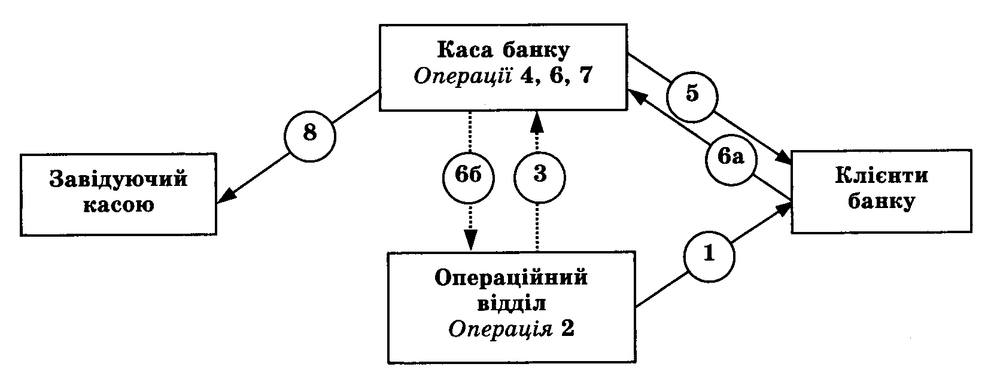 Каса банку
Операції 4, 6, 7
5
8
6а
6б
3
Завідуючий
касою
Клієнти
банку
1
Операційний
відділ
Операція 2